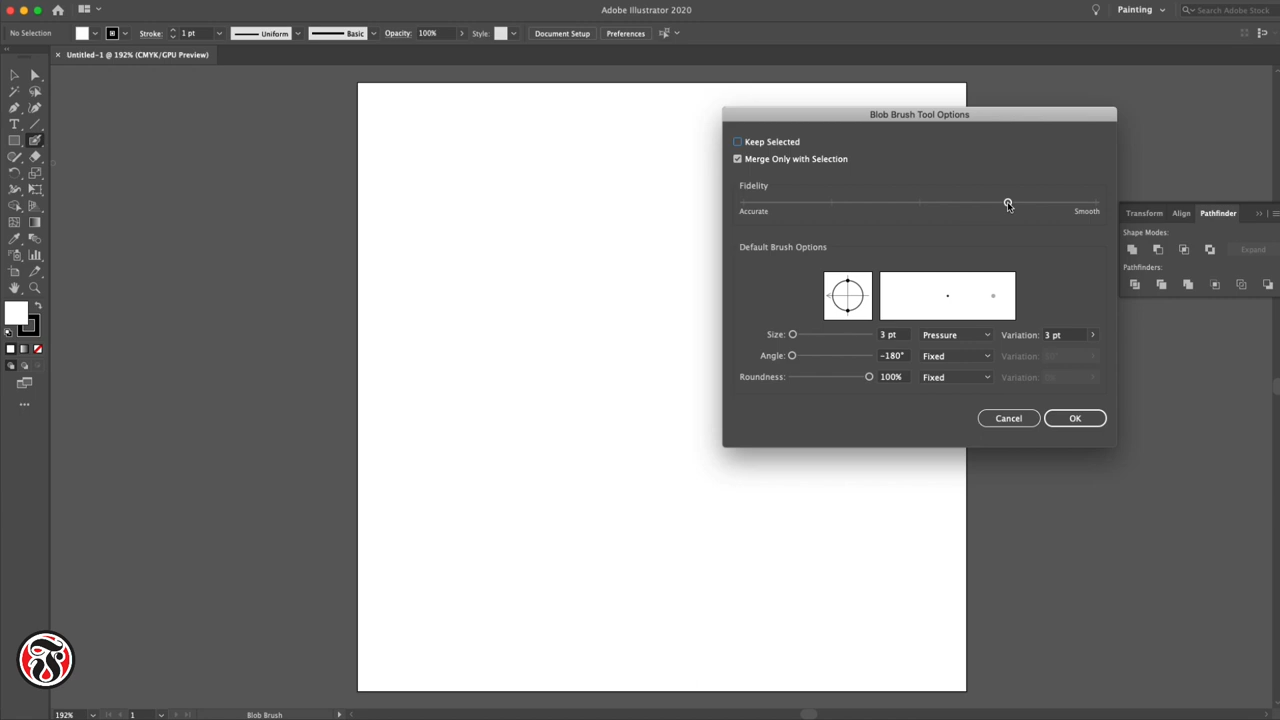 Adobe Illustrator 2020
Painting
Search Adobe Stock
No Selection
Stroke:
1 pt
Uniform
Basic
Opacity:
100%
Style:
Document Setup
Preferences
× Untitled-1 @ 192% (CMYK/GPU Preview)
Blob Brush Tool Options
Keep Selected
Merge Only with Selection
Fidelity
Accurate
Smooth
Transform
Align
Pathfinder
Shape Modes:
Expand
Pathfinders:
Default Brush Options
Size:
3 pt
Pressure
Variation:
3 pt
Angle:
-180°
Fixed
Variation:
Roundness:
100%
Fixed
Variation:
Cancel
OK
192%
1
Blob Brush